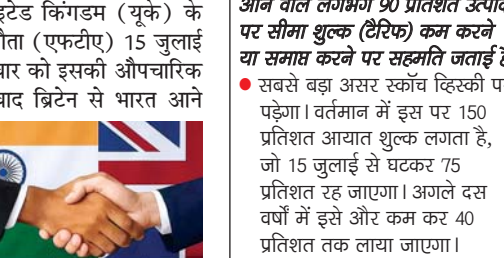 इटेड किंगडम (यूके) के
ौता (एफटीए) 15 जुलाई
वार को इसकी औपचारिक
बाद ब्रिटेन से भारत आने
आने वाले लगभग 90 प्रतिशत उत्पाद
पर सीमा शुल्क (टैरिफ) कम करने
या समाप्त करने पर सहमति जताई है
● सबसे बड़ा असर स्कॉच व्हिस्की प
पड़ेगा। वर्तमान में इस पर 150
प्रतिशत आयात शुल्क लगता है,
जो 15 जुलाई से घटकर 75
प्रतिशत रह जाएगा। अगले दस
वर्षों में इसे और कम कर 40
प्रतिशत तक लाया जाएगा।